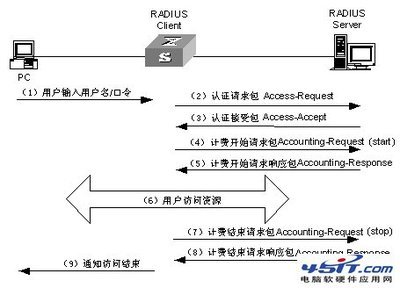 RADIUS
Client
RADIUS
Server
PC
（1）用户输入用户名/口令
（2）认证请求包 Access-Request
（3）认证接受包 Access-Accept
（4）计费开始请求包Accounting-Request (start)
（5）计费开始请求响应包Accounting-Response
（6）用户访问资源
（7）计费结束请求包Accounting-Request (stop)
（8）计费结束请求响应包Accounting-Response
（9）通知访问结束
45IT.com
电脑软硬件应用网